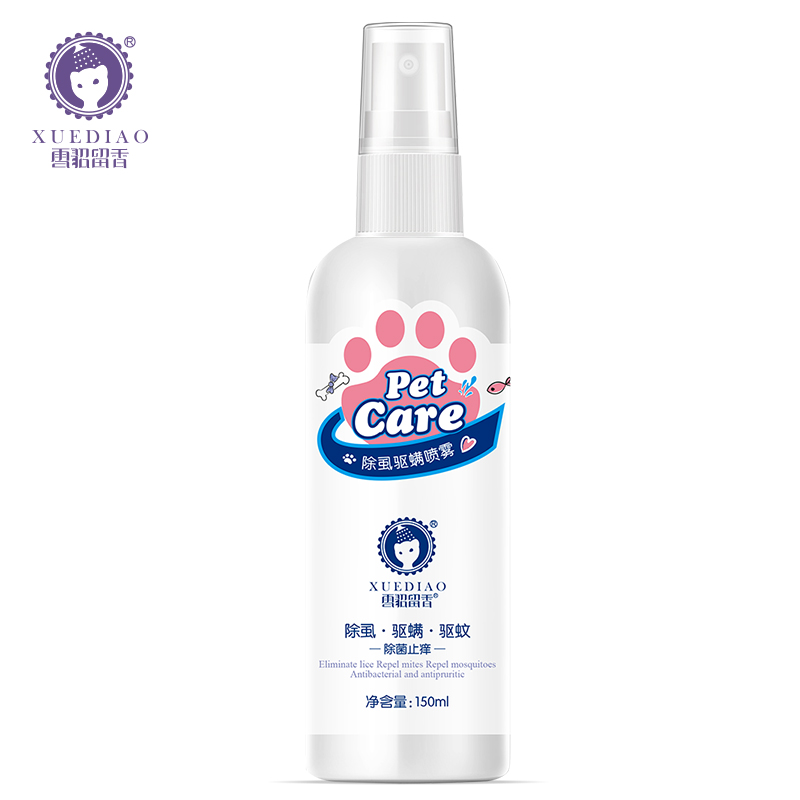 ®
XUEDIAO
雪貂留香
Pet
Care
除虱驱螨喷雾
®
XUEDIAO
雪貂留香®
除虱·驱螨·驱蚊
—除菌止痒—
Eliminate lice Repel mites Repel mosquitoes
Antibacterial and antipruritic
净含量:150ml